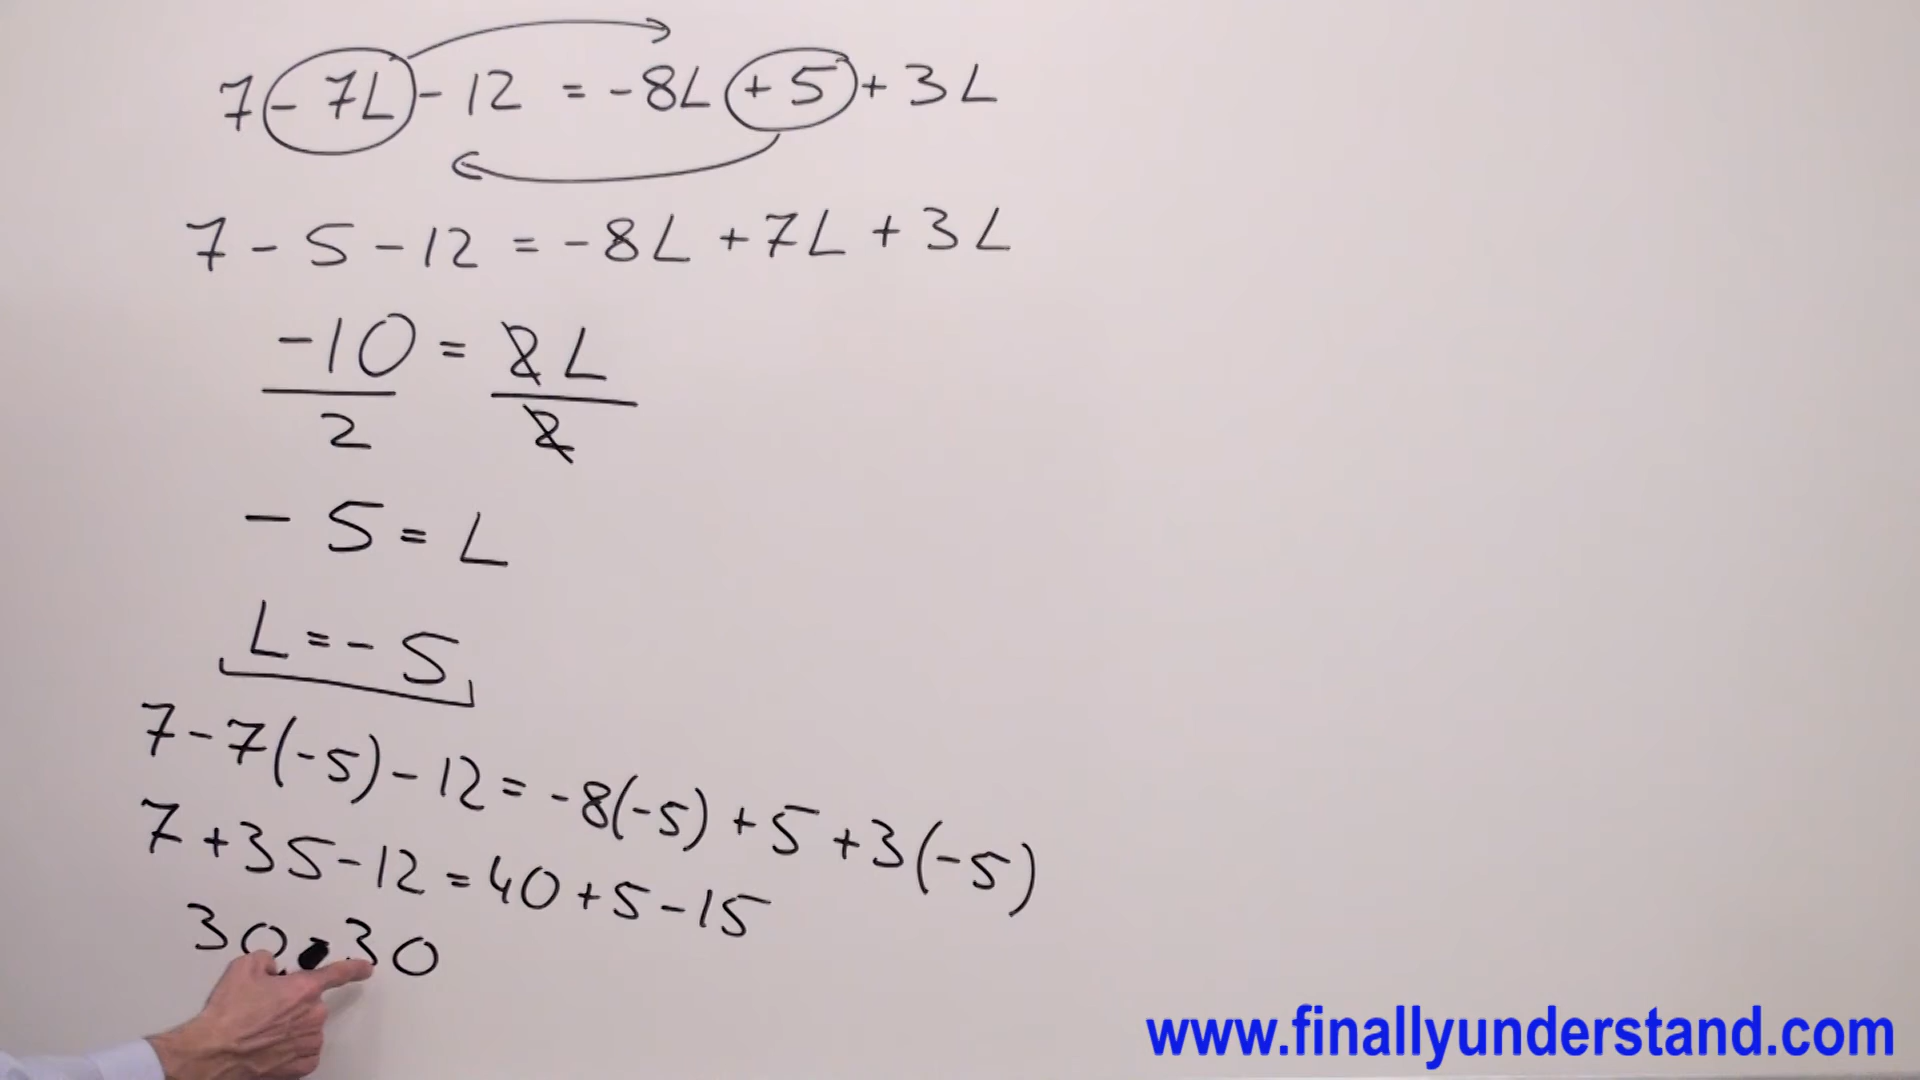 7 - 7L - 12 = -8L + 5 + 3L
7 - 5 - 12 = -8L + 7L + 3L
-10 = 2L
2 2
- 5 = L
L = - 5
7 - 7(-5) - 12 = -8(-5) + 5 + 3(-5)
7 + 35 - 12 = 40 + 5 - 15
30 30
www.finallyunderstand.com